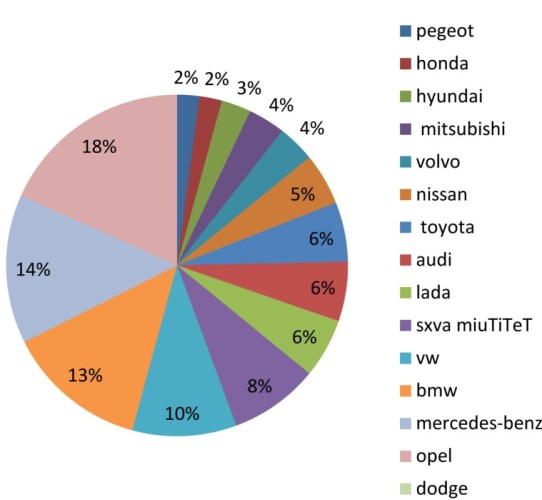 2% 2% 3%
4%
4%
5%
6%
6%
6%
8%
10%
13%
14%
18%
pegeot
honda
hyundai
mitsubishi
volvo
nissan
toyota
audi
lada
sxva miuTiTeT
vw
bmw
mercedes-benz
opel
dodge